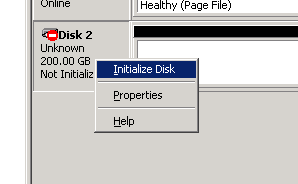 Online
Healthy (Page File)
Disk 2
Unknown
200.00 GB
Not Initializ
Initialize Disk
Properties
Help